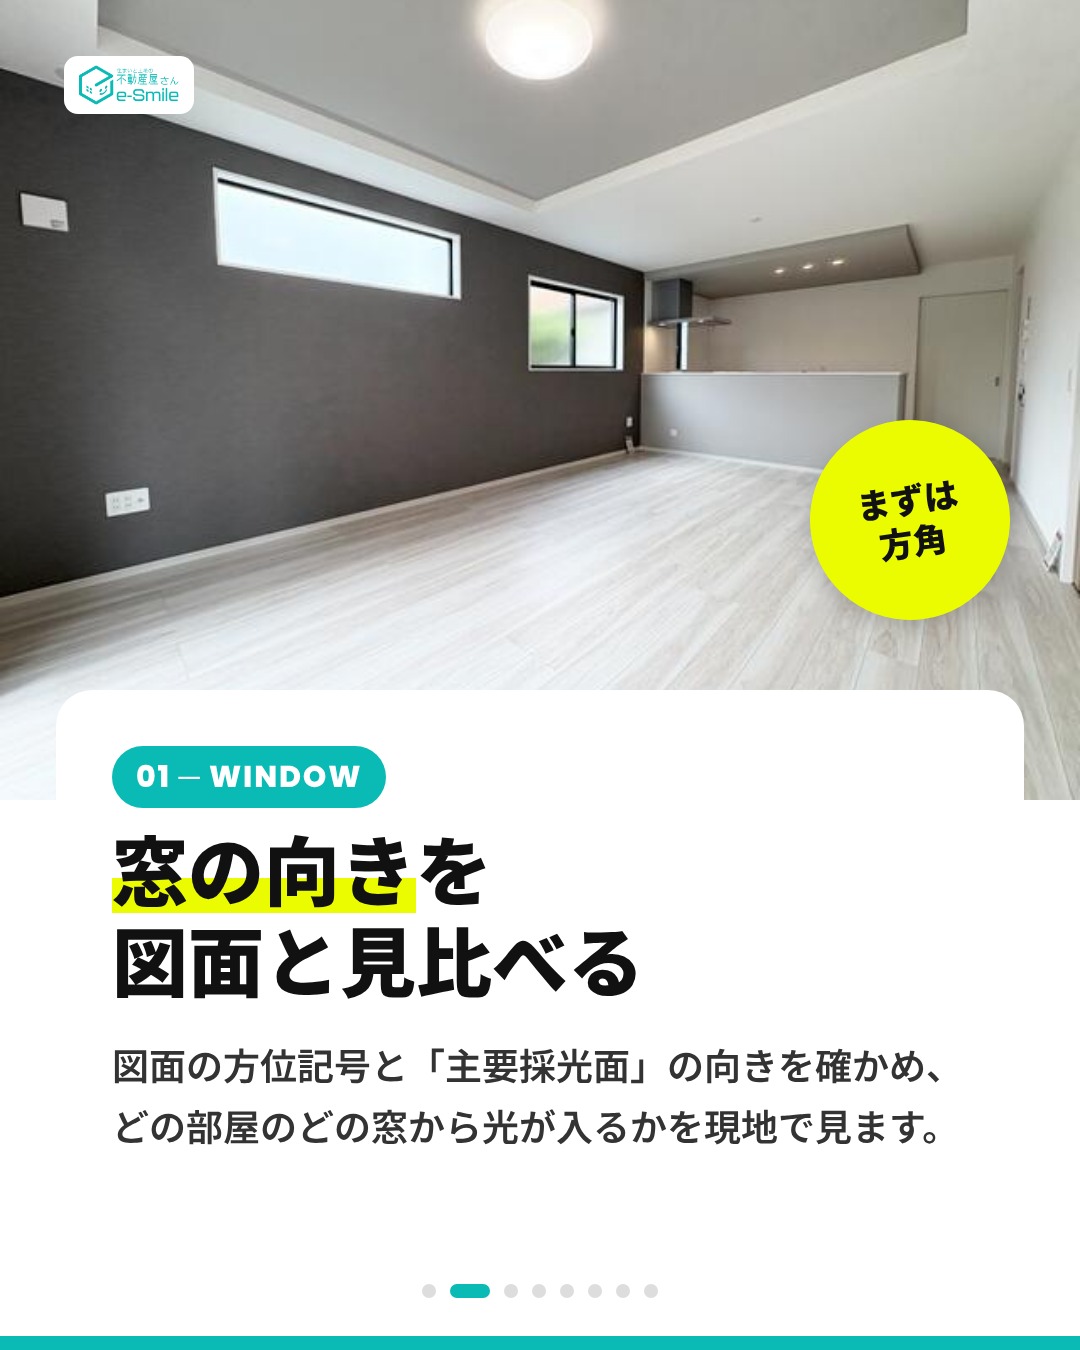 不動産屋さん
e-Smile
まずは
方角
01 — WINDOW
窓の向きを
図面と見比べる
図面の方位記号と「主要採光面」の向きを確かめ、
どの部屋のどの窓から光が入るかを現地で見ます。